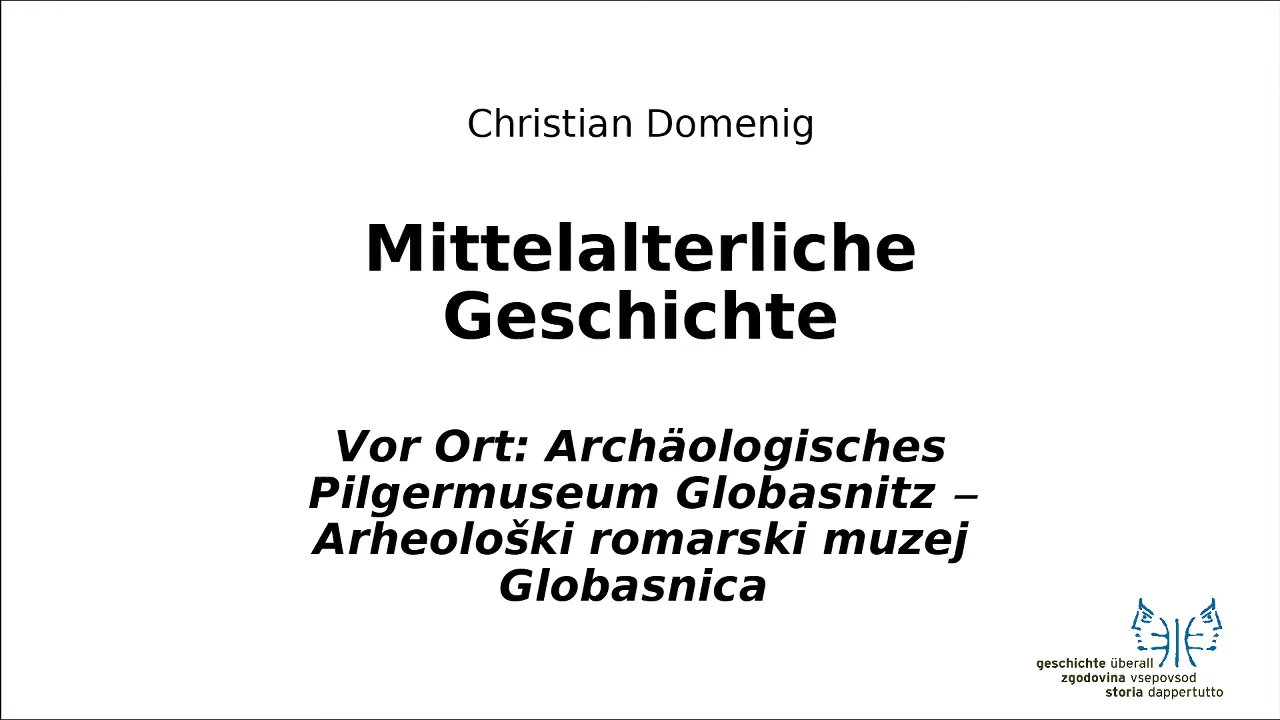 Christian Domenig
Mittelalterliche
Geschichte
Vor Ort: Archäologisches
Pilgermuseum Globasnitz –
Arheološki romarski muzej
Globasnica
geschichte überall
zgodovina vsepovsod
storia dappertutto